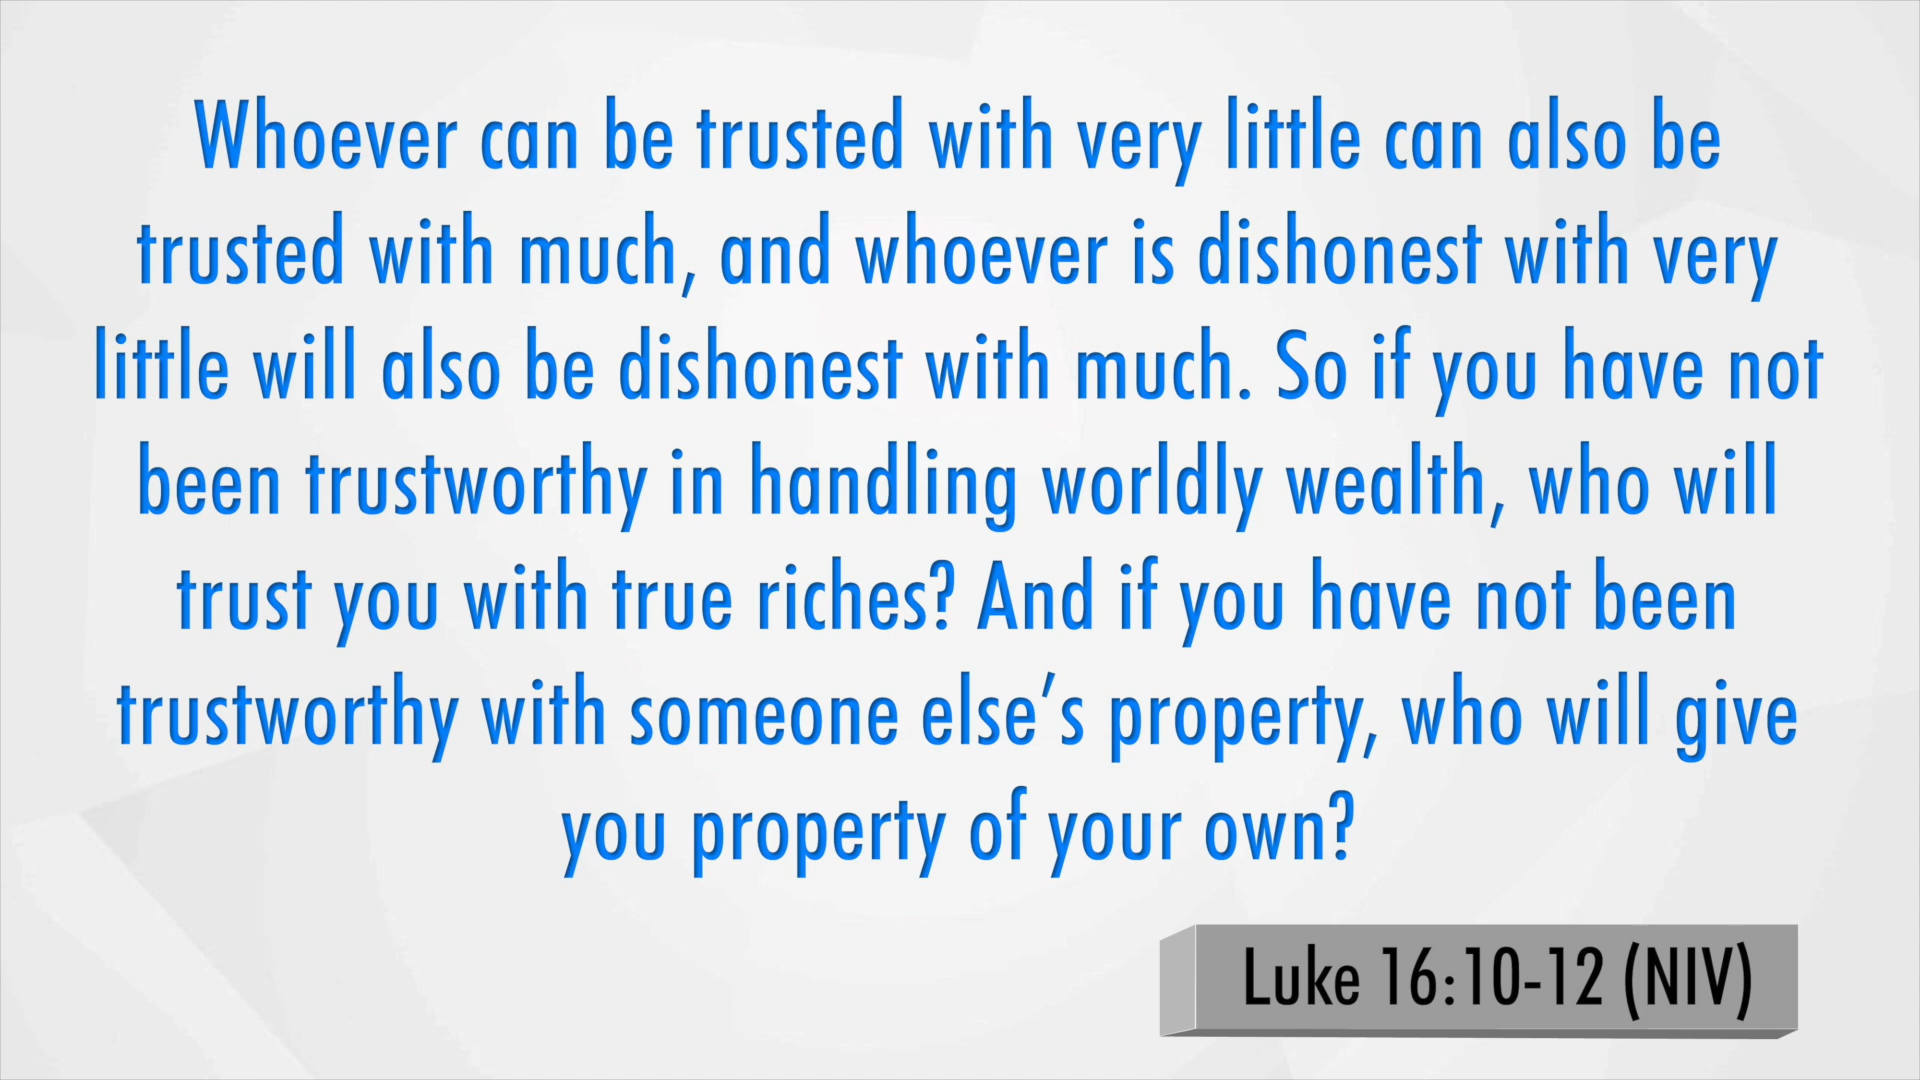 Whoever can be trusted with very little can also be
trusted with much, and whoever is dishonest with very
little will also be dishonest with much. So if you have not
been trustworthy in handling worldly wealth, who will
trust you with true riches? And if you have not been
trustworthy with someone else’s property, who will give
you property of your own?
Luke 16:10-12 (NIV)